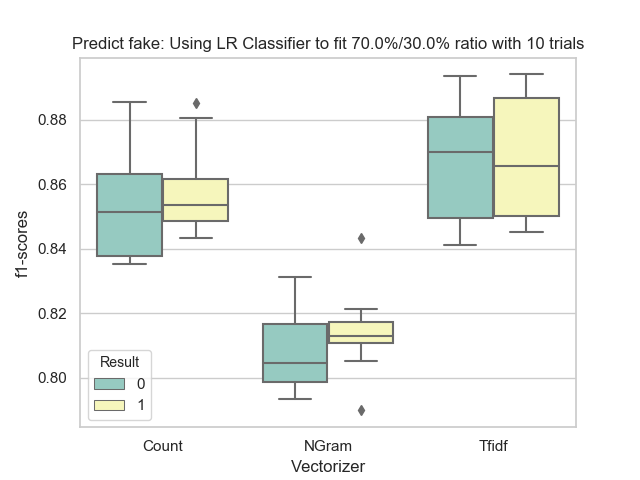 Predict fake: Using LR Classifier to fit 70.0%/30.0% ratio with 10 trials
0.88
0.86
0.84
0.82
0.80
f1-scores
Result
0
1
Count
NGram
Tfidf
Vectorizer